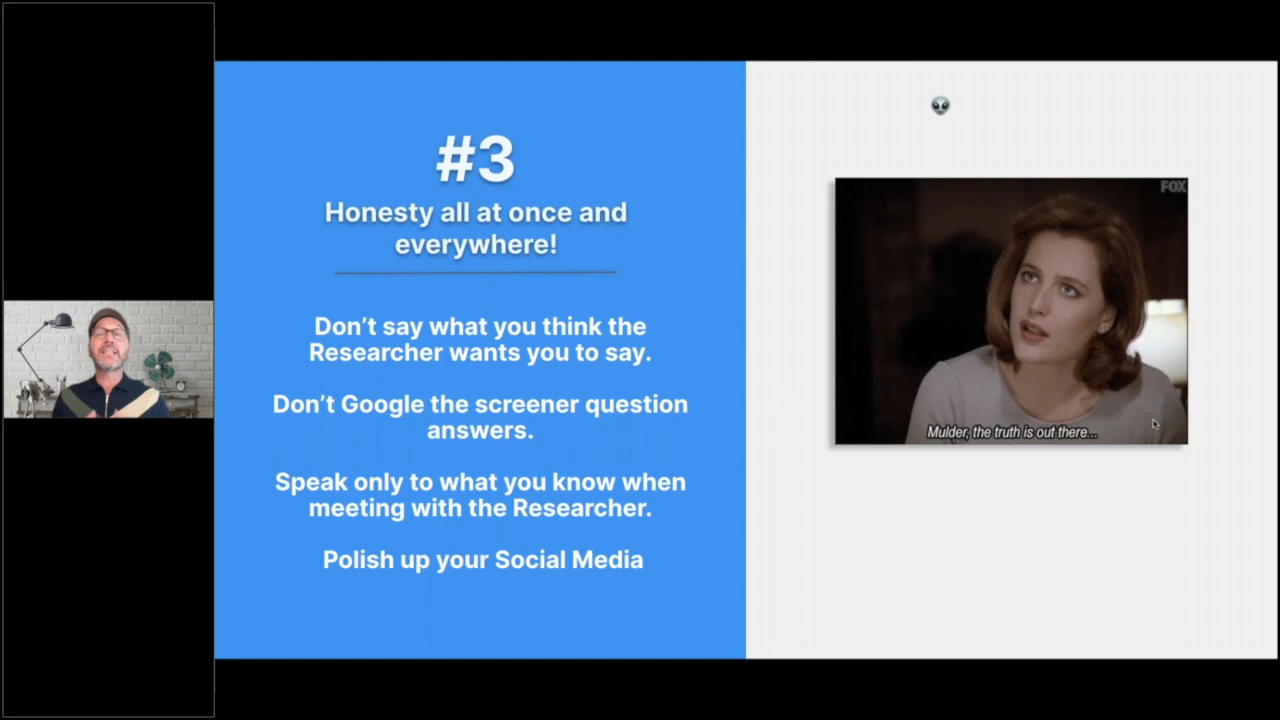 #3
Honesty all at once and
everywhere!
Don’t say what you think the
Researcher wants you to say.
Don’t Google the screener question
answers.
Speak only to what you know when
meeting with the Researcher.
Polish up your Social Media
FOX
Mulder, the truth is out there...